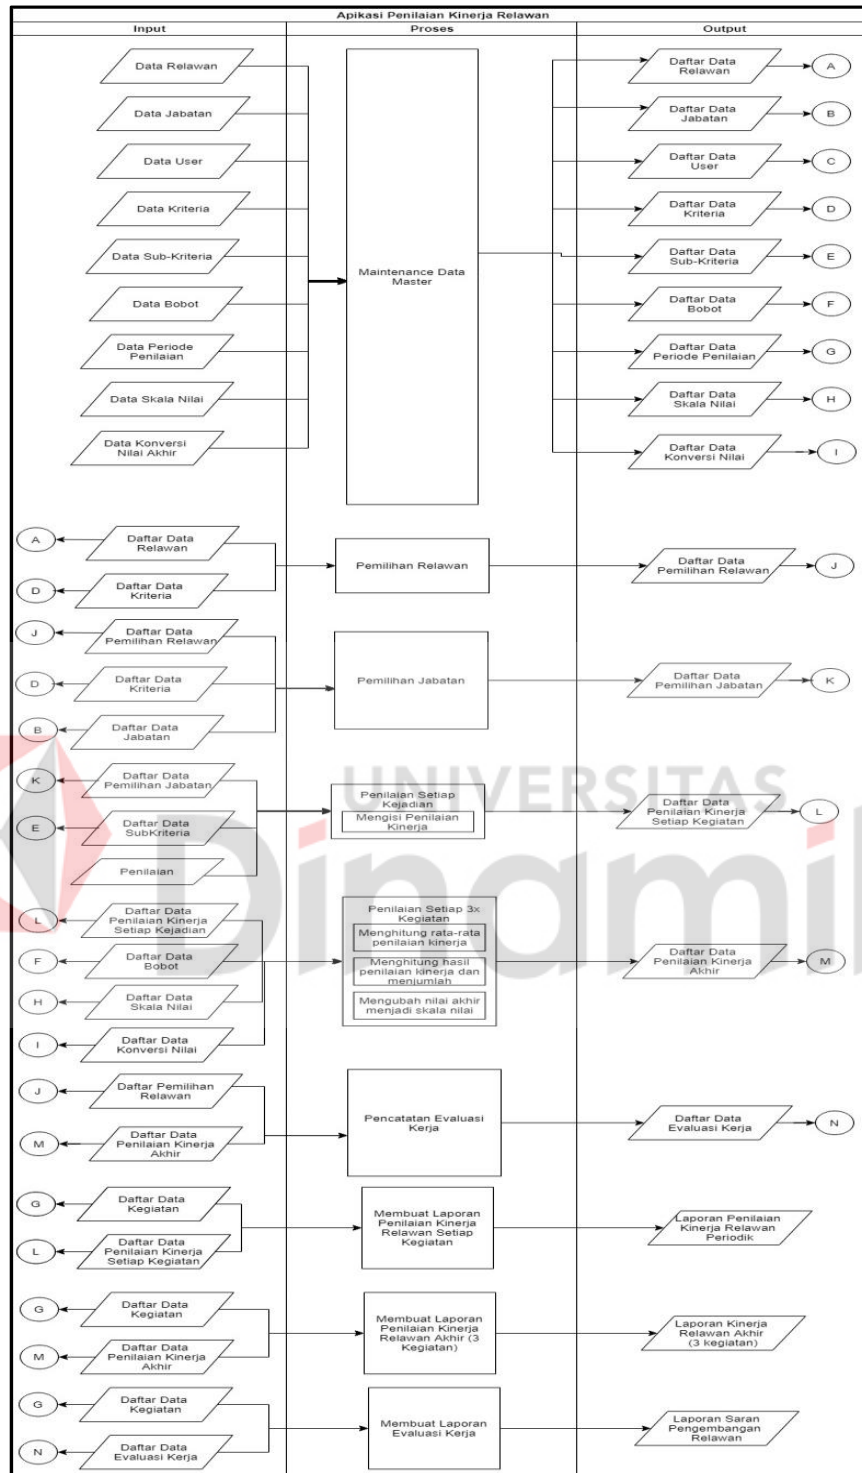 Apikasi Penilaian Kinerja Relawan
Input
Proses
Output
Data Relawan
Data Jabatan
Data User
Data Kriteria
Data Sub-Kriteria
Data Bobot
Data Periode
Penilaian
Data Skala Nilai
Data Konversi
Nilai Akhir
Maintenance Data
Master
Daftar Data
Relawan
A
Daftar Data
Jabatan
B
Daftar Data
User
C
Daftar Data
Kriteria
D
Daftar Data
Sub-Kriteria
E
Daftar Data
Bobot
F
Daftar Data
Periode Penilaian
G
Daftar Data
Skala Nilai
H
Daftar Data
Konversi Nilai
I
A
Daftar Data
Relawan
D
Daftar Data
Kriteria
Pemilihan Relawan
Daftar Data
Pemilihan Relawan
J
J
Daftar Data
Pemilihan Relawan
D
Daftar Data
Kriteria
B
Daftar Data
Jabatan
Pemilihan Jabatan
Daftar Data
Pemilihan Jabatan
K
K
Daftar Data
Pemilihan Jabatan
E
Daftar Data
SubKriteria
Penilaian
Penilaian Setiap
Kejadian
Mengisi Penilaian
Kinerja
Daftar Data
Penilaian Kinerja
Setiap Kegiatan
L
UNIVERSITAS
Dinamik
L
Daftar Data
Penilaian Kinerja
Setiap Kejadian
F
Daftar Data
Bobot
H
Daftar Data
Skala Nilai
I
Daftar Data
Konversi Nilai
Penilaian Setiap 3x
Kegiatan
Menghitung rata-rata
penilaian kinerja
Menghitung hasil
penilaian kinerja dan
menjumlah
Mengubah nilai akhir
menjadi skala nilai
Daftar Data
Penilaian Kinerja
Akhir
M
J
Daftar Pemilihan
Relawan
M
Daftar Data
Penilaian Kinerja
Akhir
Pencatatan Evaluasi
Kerja
Daftar Data
Evaluasi Kerja
N
G
Daftar Data
Kegiatan
L
Daftar Data
Penilaian Kinerja
Setiap Kegiatan
Membuat Laporan
Penilaian Kinerja
Relawan Setiap
Kegiatan
Laporan Penilaian
Kinerja Relawan
Periodik
G
Daftar Data
Kegiatan
M
Daftar Data
Penilaian Kinerja
Akhir
Membuat Laporan
Penilaian Kinerja
Relawan Akhir (3
Kegiatan)
Laporan Kinerja
Relawan Akhir
(3 kegiatan)
G
Daftar Data
Kegiatan
N
Daftar Data
Evaluasi Kerja
Membuat Laporan
Evaluasi Kerja
Laporan Saran
Pengembangan
Relawan